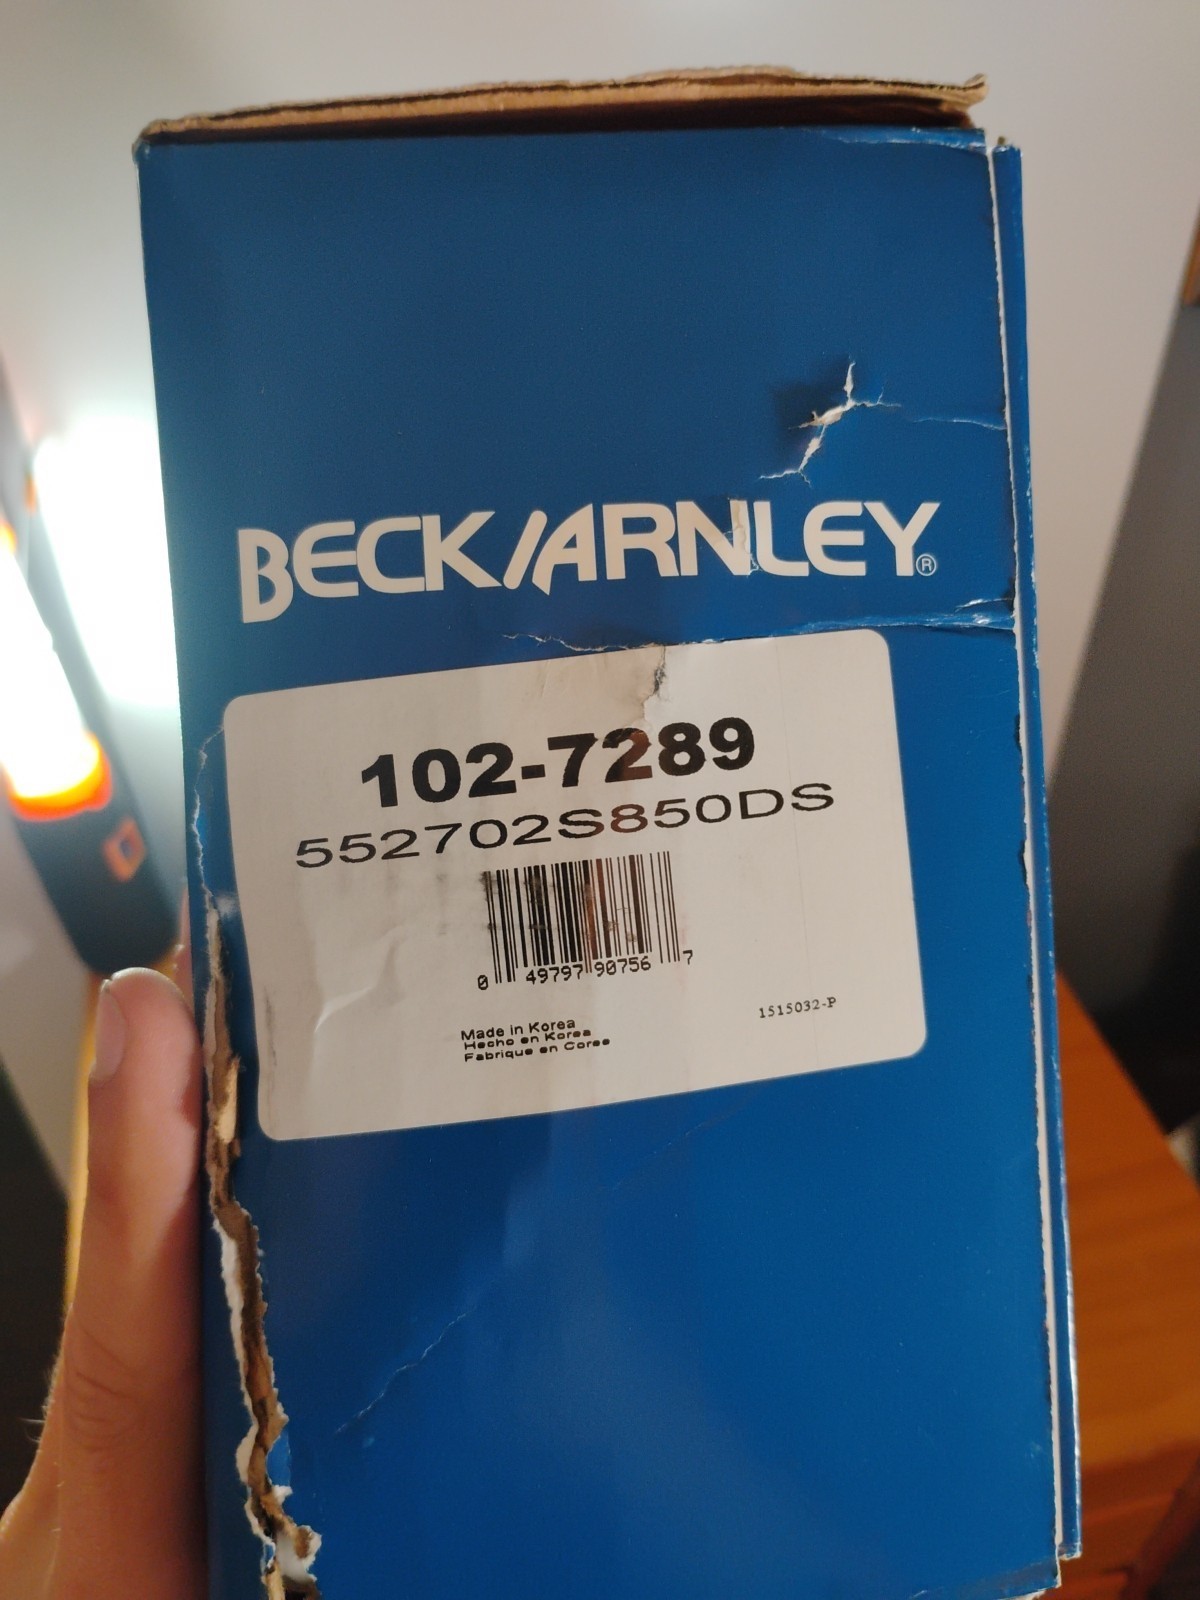 BECK/ARNLEY®
102-7289
552702S850DS
0 49797 90756 7
1515032-P
Made in Korea
Hecho en Korea
Fabrique en Coree